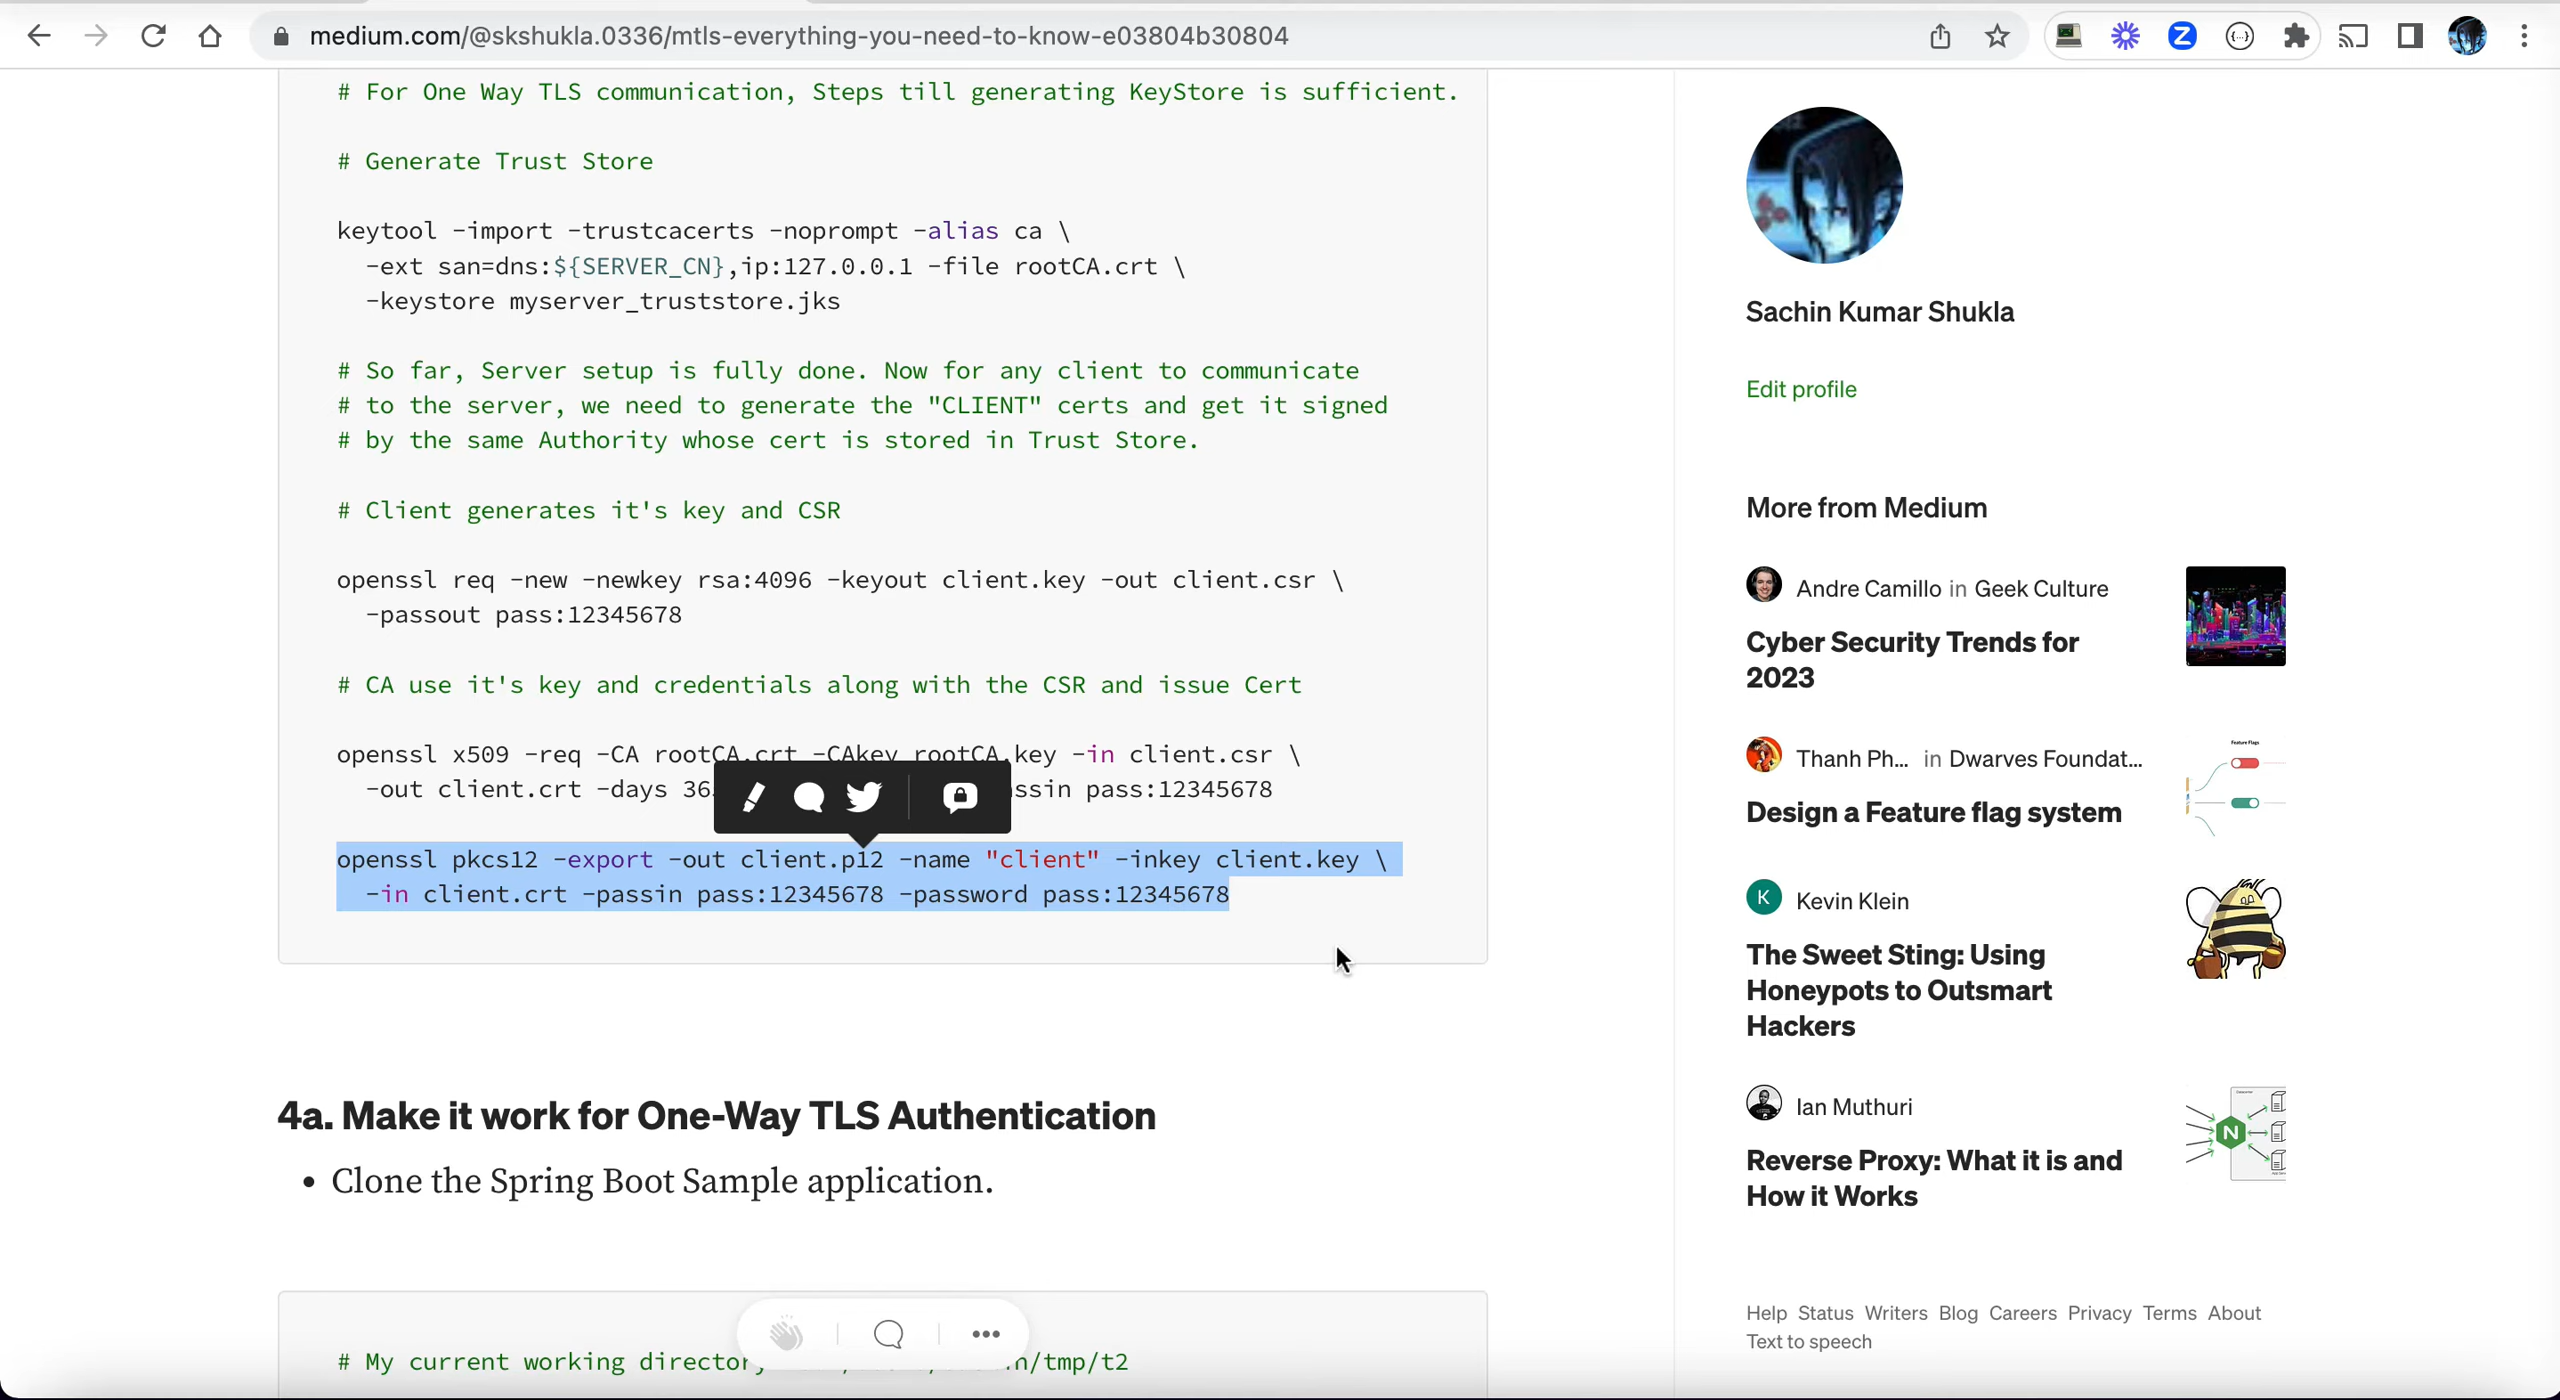 medium.com/@skshukla.0336/mtls-everything-you-need-to-know-e03804b30804
# For One Way TLS communication, Steps till generating KeyStore is sufficient.
# Generate Trust Store
keytool -import -trustcacerts -noprompt -alias ca \
-ext san=dns:${SERVER_CN},ip:127.0.0.1 -file rootCA.crt \
-keystore myserver_truststore.jks
# So far, Server setup is fully done. Now for any client to communicate
# to the server, we need to generate the "CLIENT" certs and get it signed
# by the same Authority whose cert is stored in Trust Store.
# Client generates it's key and CSR
openssl req -new -newkey rsa:4096 -keyout client.key -out client.csr \
-passout pass:12345678
# CA use it's key and credentials along with the CSR and issue Cert
openssl x509 -req -CA rootCA.crt -CAkey rootCA.key -in client.csr \
-out client.crt -days 36 ssin pass:12345678
openssl pkcs12 -export -out client.p12 -name "client" -inkey client.key \
-in client.crt -passin pass:12345678 -password pass:12345678
4a. Make it work for One-Way TLS Authentication
• Clone the Spring Boot Sample application.
# My current working directory n/tmp/t2
Sachin Kumar Shukla
Edit profile
More from Medium
Andre Camillo in Geek Culture
Cyber Security Trends for
2023
Thanh Ph... in Dwarves Foundat...
Design a Feature flag system
Feature Flags
K Kevin Klein
The Sweet Sting: Using
Honeypots to Outsmart
Hackers
Ian Muthuri
Reverse Proxy: What it is and
How it Works
N
Help Status Writers Blog Careers Privacy Terms About
Text to speech